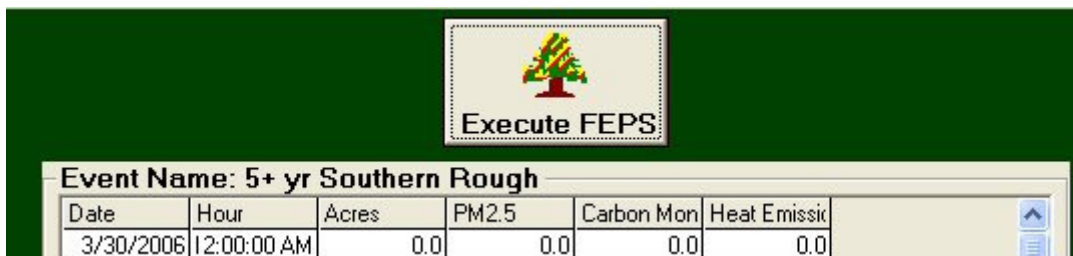 Execute FEPS
Event Name: 5+ yr Southern Rough
Date Hour Acres PM2.5 Carbon Mon Heat Emissic
3/30/2006 12:00:00 AM 0.0 0.0 0.0 0.0